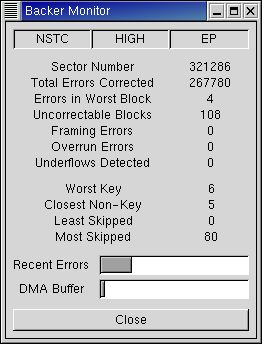 Backer Monitor
NSTC HIGH EP
Sector Number 321286
Total Errors Corrected 267780
Errors in Worst Block 4
Uncorrectable Blocks 108
Framing Errors 0
Overrun Errors 0
Underflows Detected 0
Worst Key 6
Closest Non-Key 5
Least Skipped 0
Most Skipped 80
Recent Errors
DMA Buffer
Close